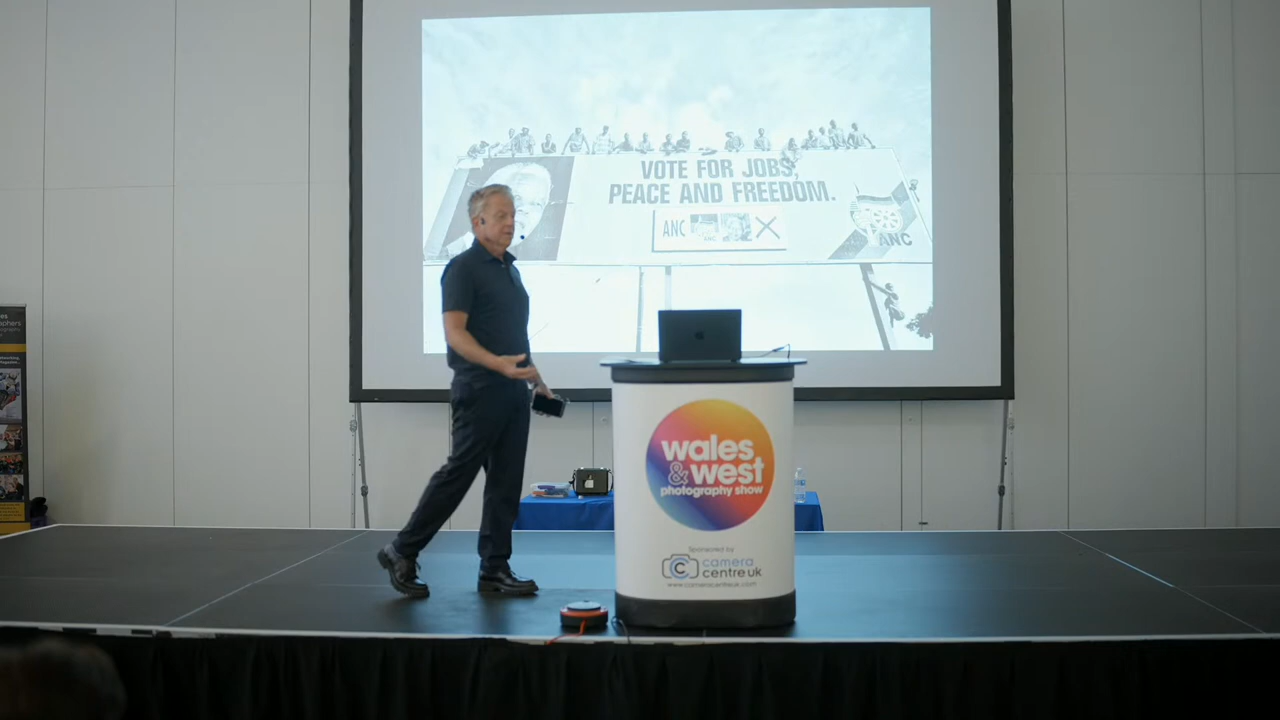 VOTE FOR JOBS,
PEACE AND FREEDOM.
ANC
ANC
wales
& west
photography show
Sponsored by
camera
centre uk
www.cameracentreuk.com